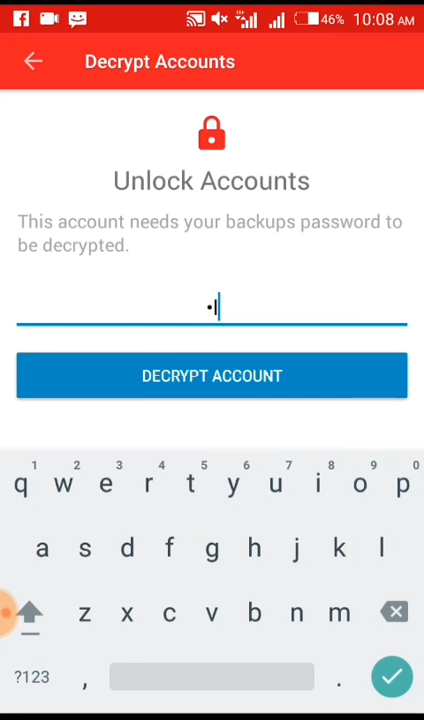 46% 10:08 AM
Decrypt Accounts
Unlock Accounts
This account needs your backups password to
be decrypted.
•l
DECRYPT ACCOUNT
1 2 3 4 5 6 7 8 9 0
q w e r t y u i o p
a s d f g h j k l
z x c v b n m
?123 , .